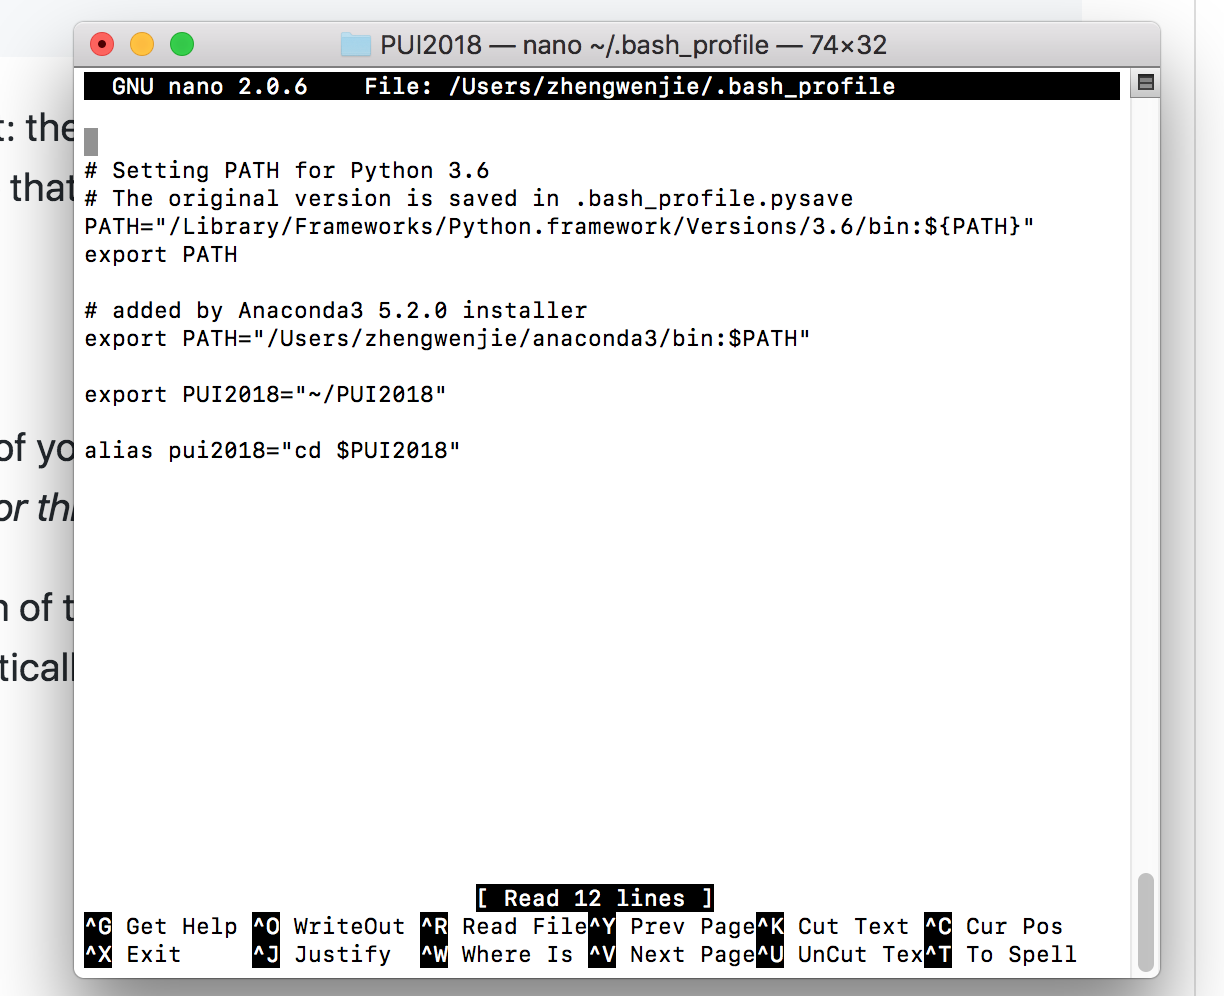 PUI2018 — nano ~/.bash_profile — 74×32
GNU nano 2.0.6 File: /Users/zhengwenjie/.bash_profile
t: the
# Setting PATH for Python 3.6
that
# The original version is saved in .bash_profile.pysave
PATH="/Library/Frameworks/Python.framework/Versions/3.6/bin:${PATH}"
export PATH
# added by Anaconda3 5.2.0 installer
export PATH="/Users/zhengwenjie/anaconda3/bin:$PATH"
export PUI2018="~/PUI2018"
of yo
alias pui2018="cd $PUI2018"
or thi
n of t
tical
[ Read 12 lines ]
^G Get Help ^O WriteOut ^R Read File ^Y Prev Page ^K Cut Text ^C Cur Pos
^X Exit ^J Justify ^W Where Is ^V Next Page ^U UnCut Tex ^T To Spell